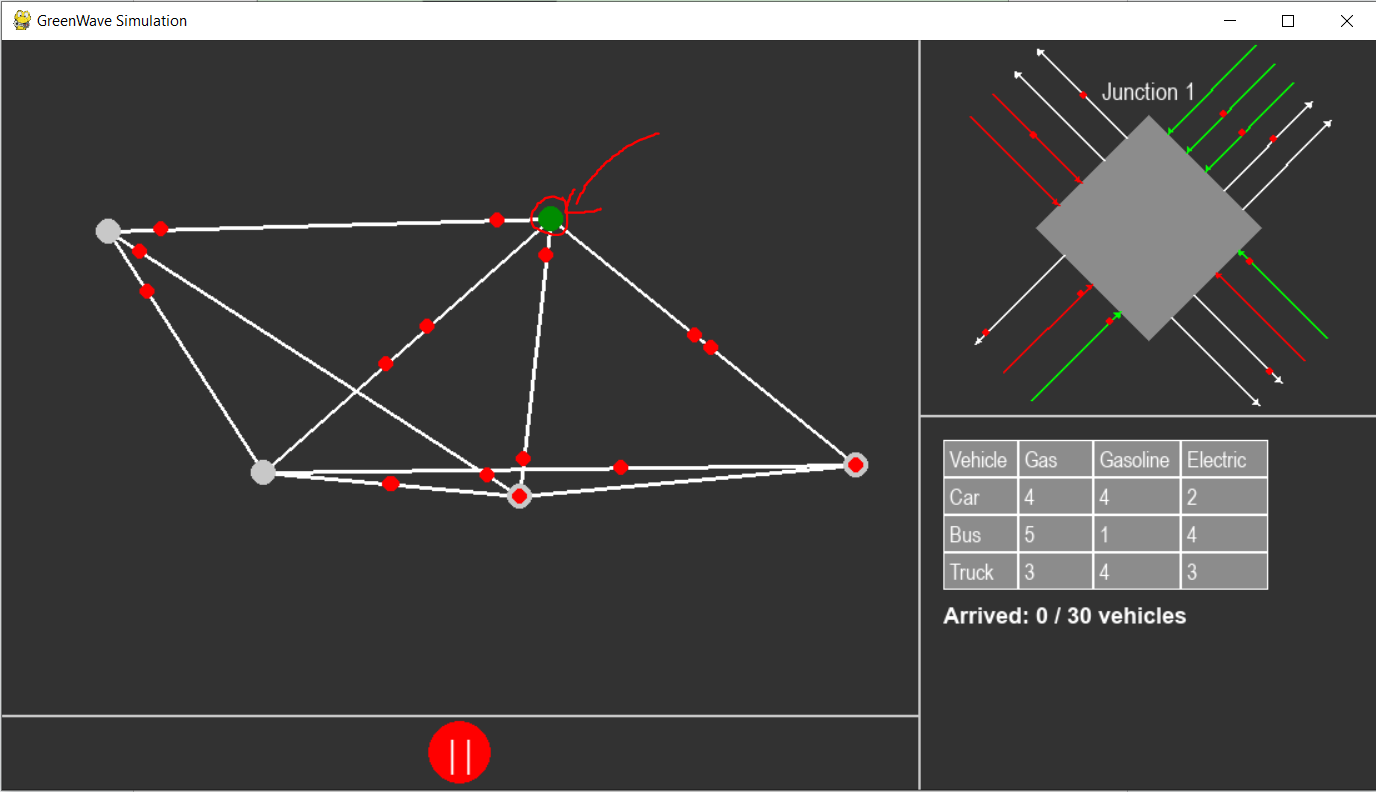 GreenWave Simulation
Junction 1
Vehicle Gas Gasoline Electric
Car 4 4 2
Bus 5 1 4
Truck 3 4 3
Arrived: 0 / 30 vehicles